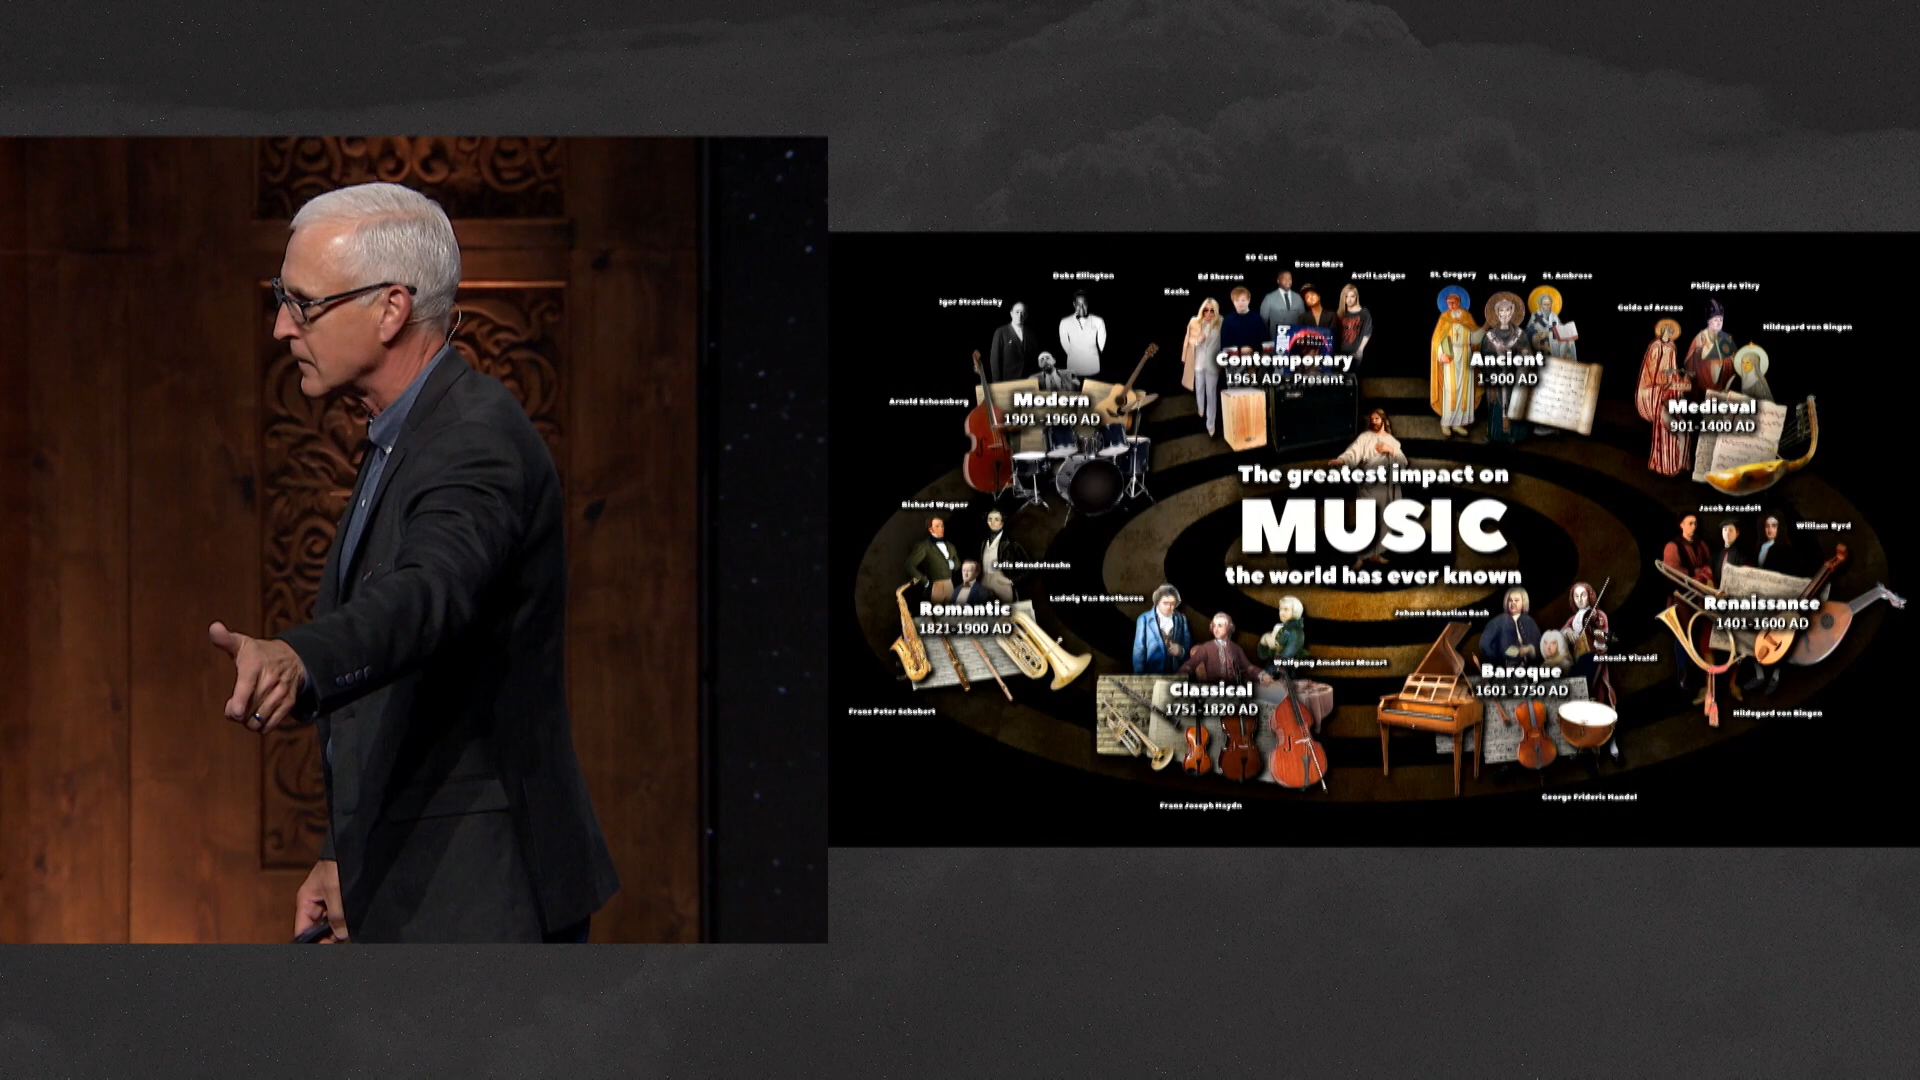 50 Cent
Bruno Mars
Ed Sheeran
Avril Lavigne
Kesha
Contemporary
1961 AD - Present
St. Gregory
St. Hilary
St. Ambrose
Ancient
1-900 AD
Philippe de Vitry
Guido of Arezzo
Hildegard von Bingen
Medieval
901-1400 AD
Duke Ellington
Igor Stravinsky
Arnold Schoenberg
Modern
1901 -1960 AD
The greatest impact on
MUSIC
the world has ever known
Jacob Arcadelt
William Byrd
Renaissance
1401-1600 AD
Hildegard von Bingen
Richard Wagner
Felix Mendelssohn
Romantic
1821-1900 AD
Franz Peter Schubert
Ludwig Van Beethoven
Wolfgang Amadeus Mozart
Classical
1751-1820 AD
Franz Joseph Haydn
Johann Sebastian Bach
Antonio Vivaldi
Baroque
1601-1750 AD
George Frideric Handel